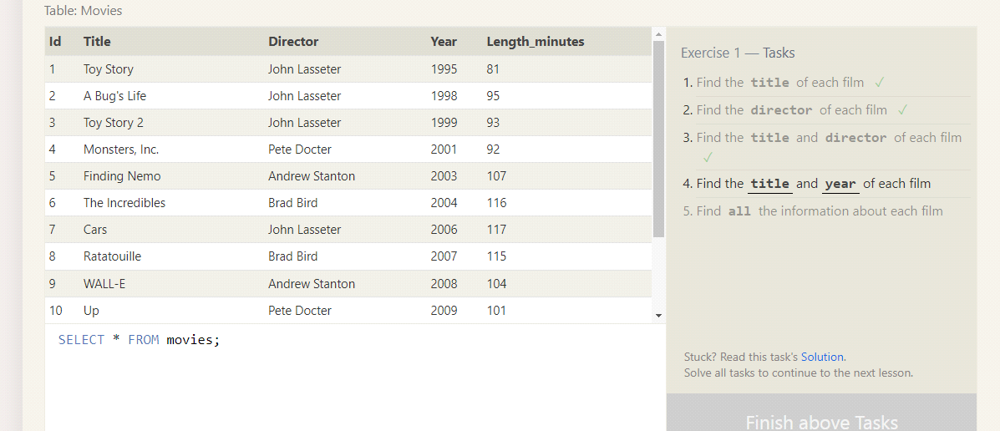 Table: Movies
Id Title Director Year Length_minutes
1 Toy Story John Lasseter 1995 81
2 A Bug's Life John Lasseter 1998 95
3 Toy Story 2 John Lasseter 1999 93
4 Monsters, Inc. Pete Docter 2001 92
5 Finding Nemo Andrew Stanton 2003 107
6 The Incredibles Brad Bird 2004 116
7 Cars John Lasseter 2006 117
8 Ratatouille Brad Bird 2007 115
9 WALL-E Andrew Stanton 2008 104
10 Up Pete Docter 2009 101
SELECT * FROM movies;
Exercise 1 — Tasks
1. Find the title of each film ✓
2. Find the director of each film ✓
3. Find the title and director of each film
✓
4. Find the title and year of each film
5. Find all the information about each film
Stuck? Read this task's Solution.
Solve all tasks to continue to the next lesson.
Finish above Tasks